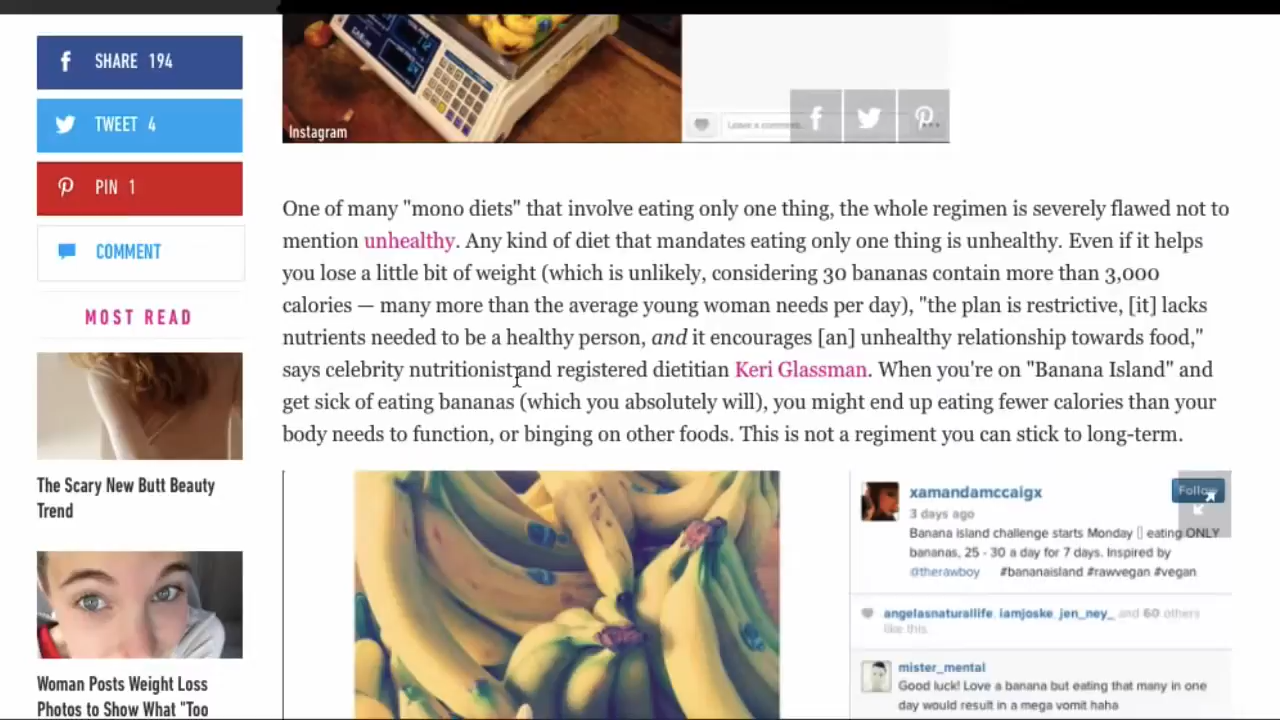 SHARE 194
TWEET 4
PIN 1
COMMENT
MOST READ
The Scary New Butt Beauty
Trend
Woman Posts Weight Loss
Photos to Show What "Too
Instagram
Leave a comment...
One of many "mono diets" that involve eating only one thing, the whole regimen is severely flawed not to
mention unhealthy. Any kind of diet that mandates eating only one thing is unhealthy. Even if it helps
you lose a little bit of weight (which is unlikely, considering 30 bananas contain more than 3,000
calories — many more than the average young woman needs per day), "the plan is restrictive, [it] lacks
nutrients needed to be a healthy person, and it encourages [an] unhealthy relationship towards food,"
says celebrity nutritionist and registered dietitian Keri Glassman. When you're on "Banana Island" and
get sick of eating bananas (which you absolutely will), you might end up eating fewer calories than your
body needs to function, or binging on other foods. This is not a regiment you can stick to long-term.
xamandamccaigx
Follow
3 days ago
Banana island challenge starts Monday eating ONLY
bananas, 25 - 30 a day for 7 days. Inspired by
@therawboy #bananaisland #rawvegan #vegan
angelasnaturallife, iamjoske, jen_ney_ and 60 others
like this.
mister_mental
Good luck! Love a banana but eating that many in one
day would result in a mega vomit haha